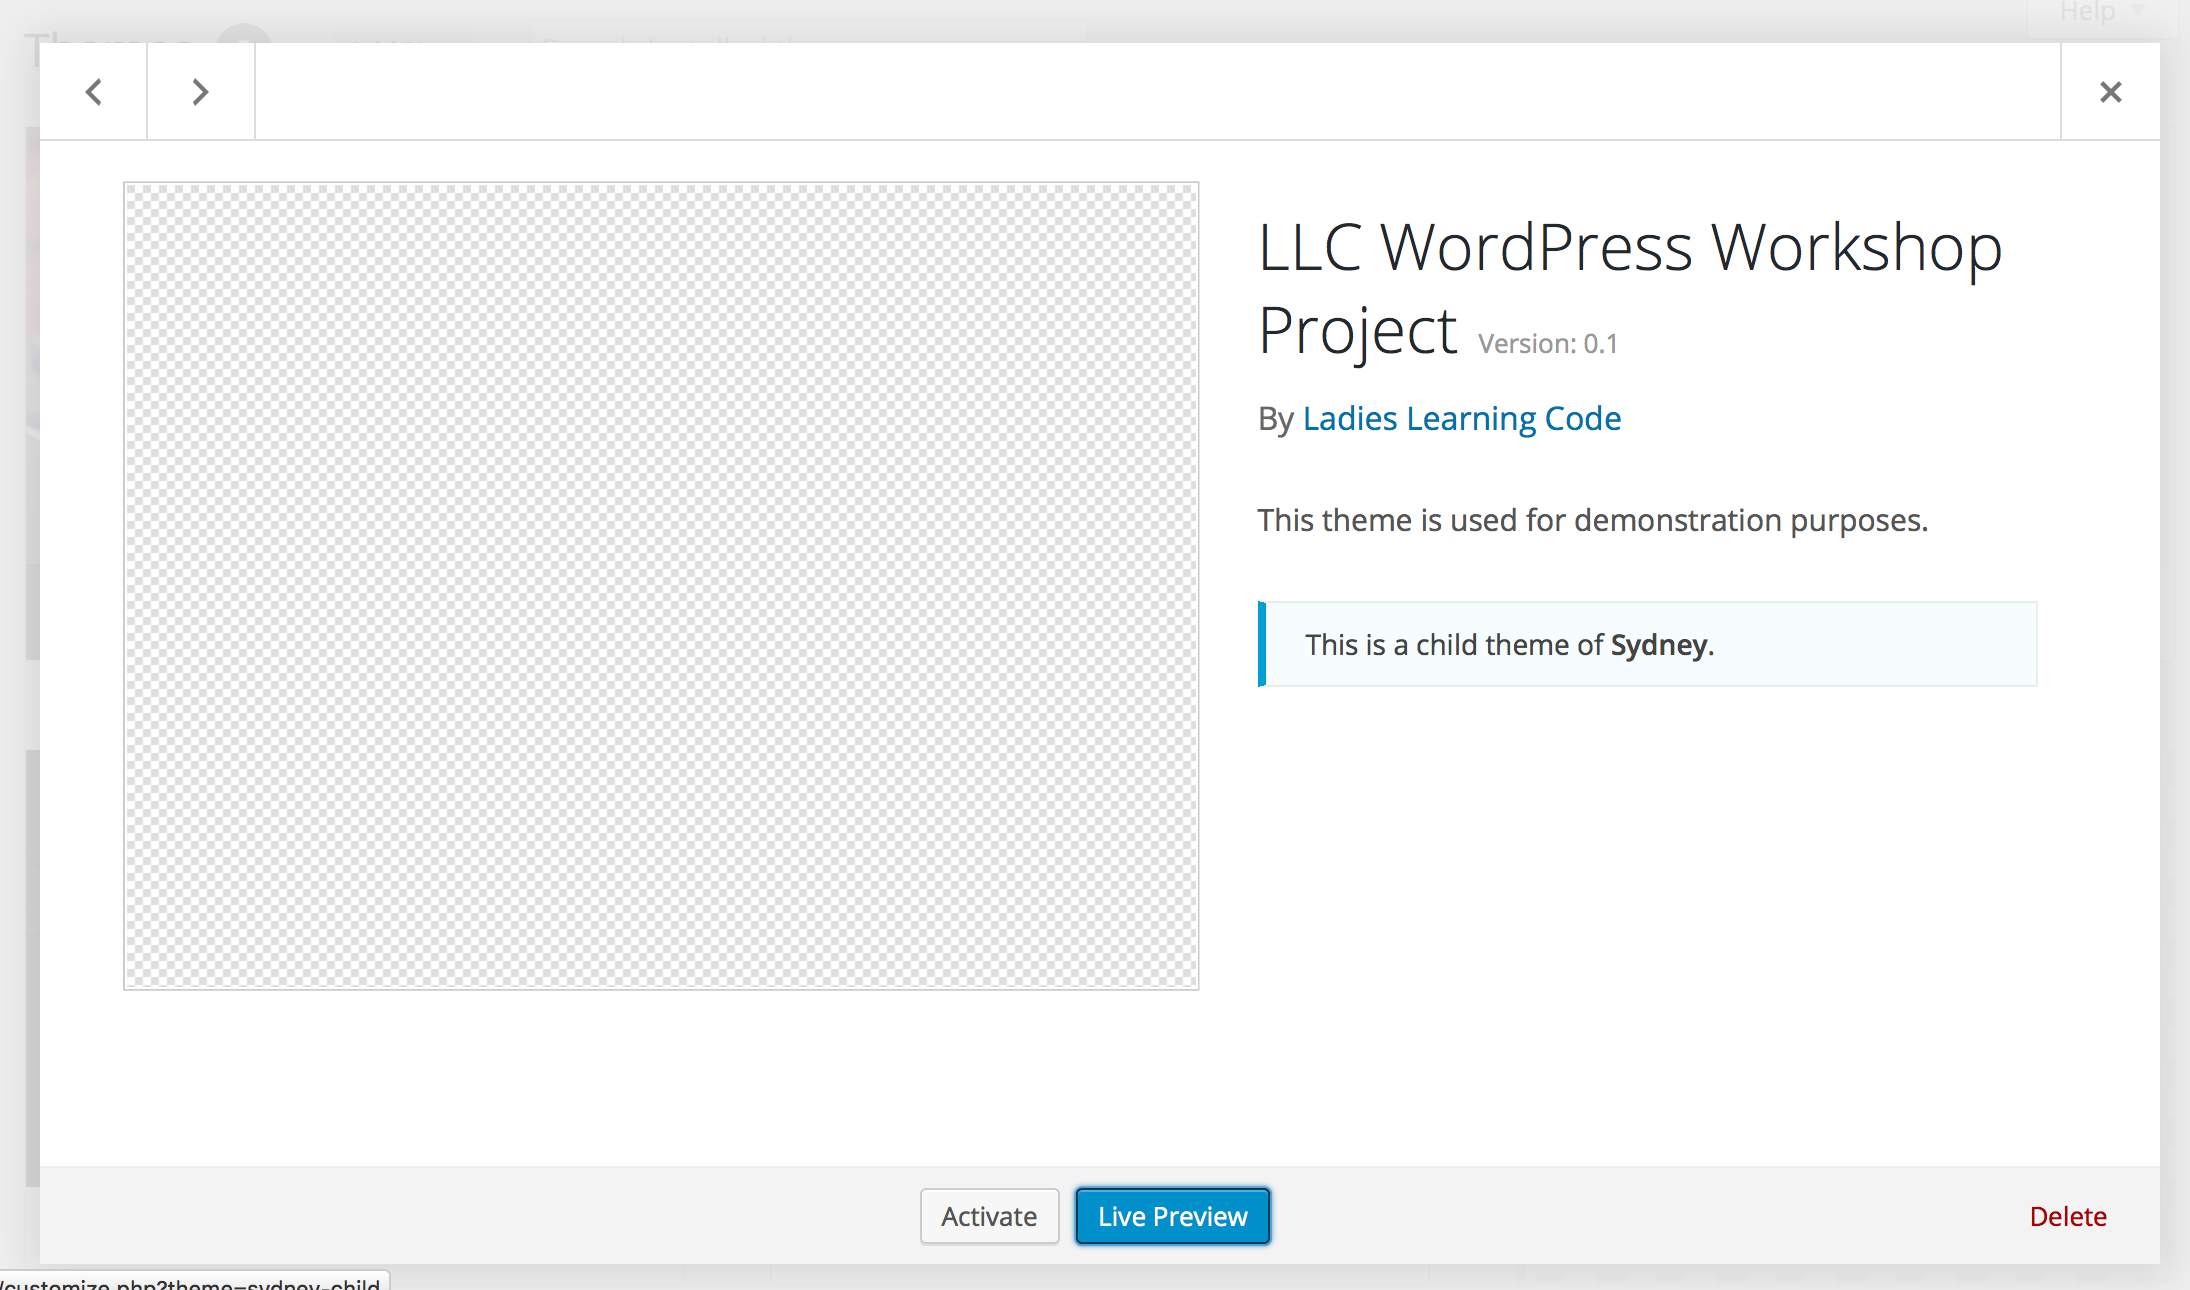 Help
LLC WordPress Workshop
Project Version: 0.1
By Ladies Learning Code
This theme is used for demonstration purposes.
This is a child theme of Sydney.
Activate
Live Preview
Delete
/customize.php?theme=sydney-child